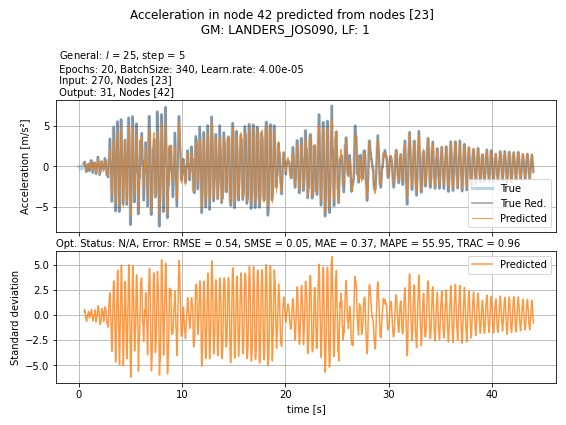 Acceleration in node 42 predicted from nodes [23]
GM: LANDERS_JOS090, LF: 1
General: l = 25, step = 5
Epochs: 20, BatchSize: 340, Learn.rate: 4.00e-05
Input: 270, Nodes [23]
Output: 31, Nodes [42]
Acceleration [m/s²]
5
0
−5
True
True Red.
Predicted
Opt. Status: N/A, Error: RMSE = 0.54, SMSE = 0.05, MAE = 0.37, MAPE = 55.95, TRAC = 0.96
Standard deviation
5.0
2.5
0.0
−2.5
−5.0
Predicted
0 10 20 30 40
time [s]